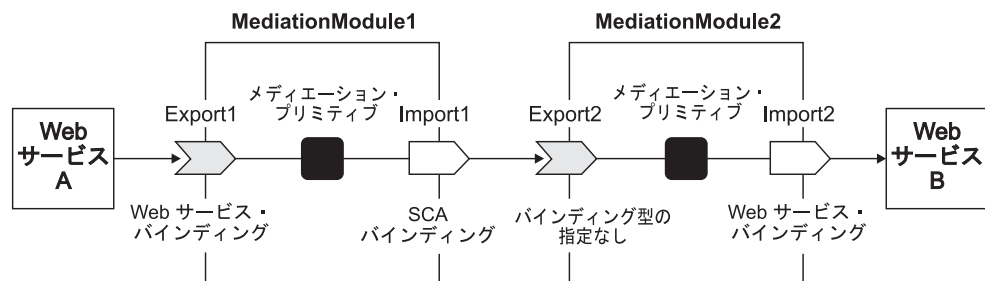 MediationModule1
MediationModule2
メディエーション・
プリミティブ
メディエーション・
プリミティブ
Export1
Import1
Export2
Import2
Web
サービス
A
Web
サービス
B
Web サービス・
バインディング
SCA
バインディング
バインディング型の
指定なし
Web サービス・
バインディング